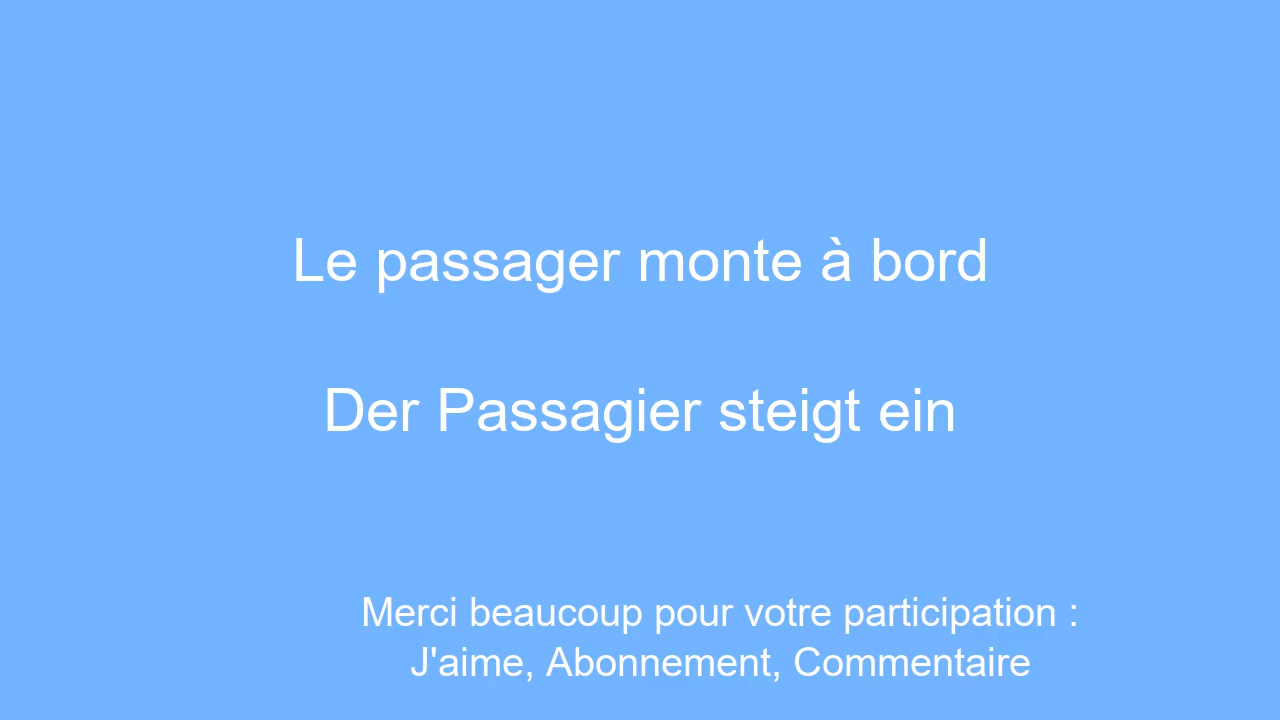 Le passager monte à bord
Der Passagier steigt ein
Merci beaucoup pour votre participation :
J'aime, Abonnement, Commentaire